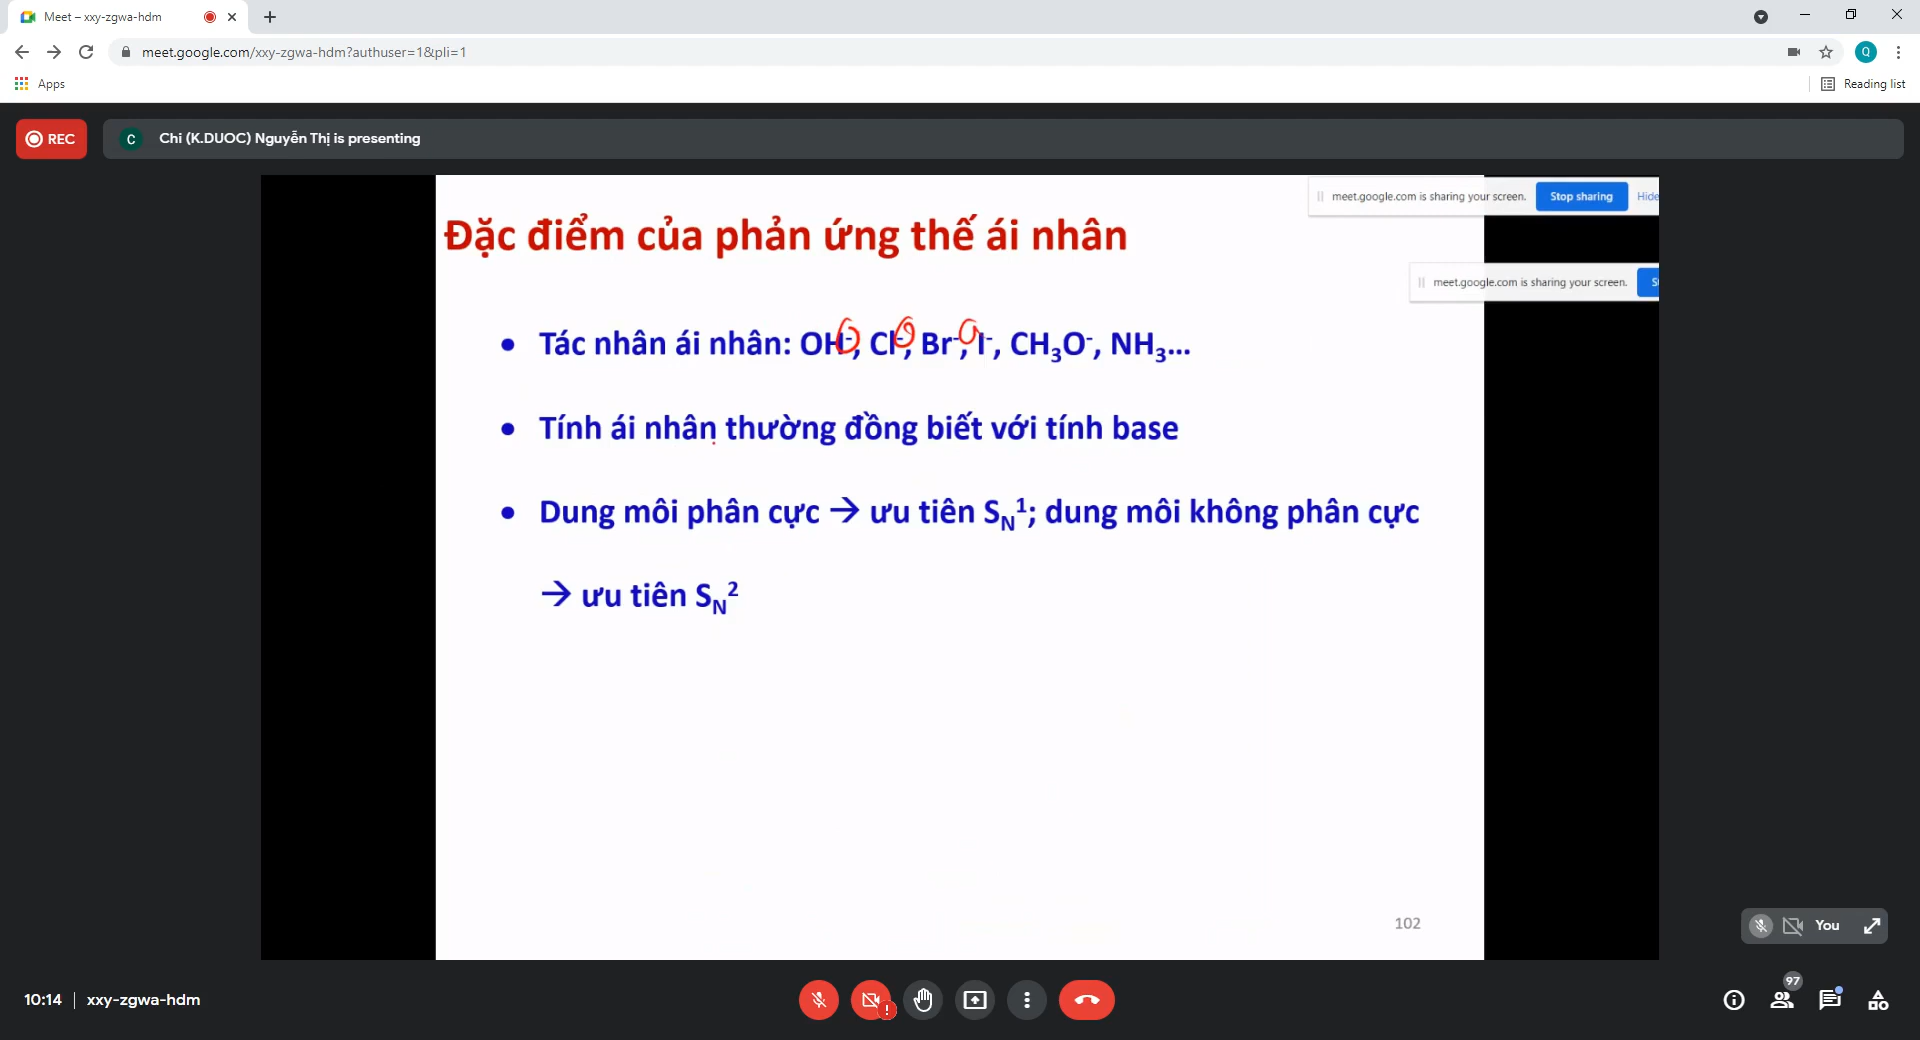 Meet – xxy-zgwa-hdm
meet.google.com/xxy-zgwa-hdm?authuser=1&pli=1
Q
Apps
Reading list
REC
C
Chi (K.DUOC) Nguyễn Thị is presenting
meet.google.com is sharing your screen.
Stop sharing
Hide
Đặc điểm của phản ứng thế ái nhân
meet.google.com is sharing your screen.
• Tác nhân ái nhân: OH⁻, Cl⁻, Br⁻, I⁻, CH₃O⁻, NH₃...
• Tính ái nhân thường đồng biết với tính base
• Dung môi phân cực → ưu tiên S_N¹; dung môi không phân cực
→ ưu tiên S_N²
102
You
10:14 | xxy-zgwa-hdm
97